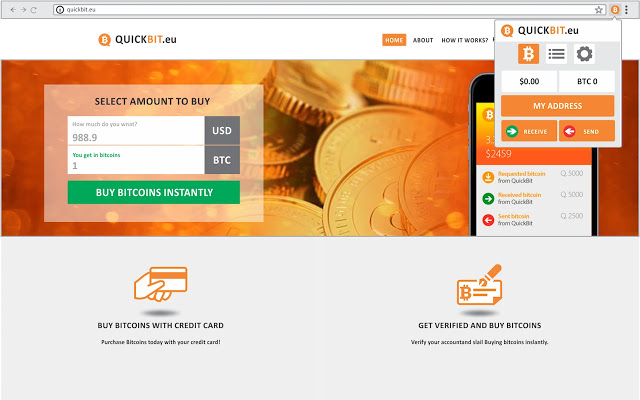 quickbit.eu
QUICKBIT.eu
HOME
ABOUT
HOW IT WORKS?
QUICKBIT.eu
$0.00
BTC 0
MY ADDRESS
RECEIVE
SEND
SELECT AMOUNT TO BUY
How much do you wnat?
988.9
USD
You get in bitcoins
1
BTC
BUY BITCOINS INSTANTLY
$2459
Requested bitcoin
from QuickBit
Q.5000
Received bitcoin
from QuickBit
Q.5000
Sent bitcoin
from QuickBit
Q.2500
BUY BITCOINS WITH CREDIT CARD
Purchase Bitcoins today with your credit card!
GET VERIFIED AND BUY BITCOINS
Verify your accountand slail Buying bitcoins instantly.